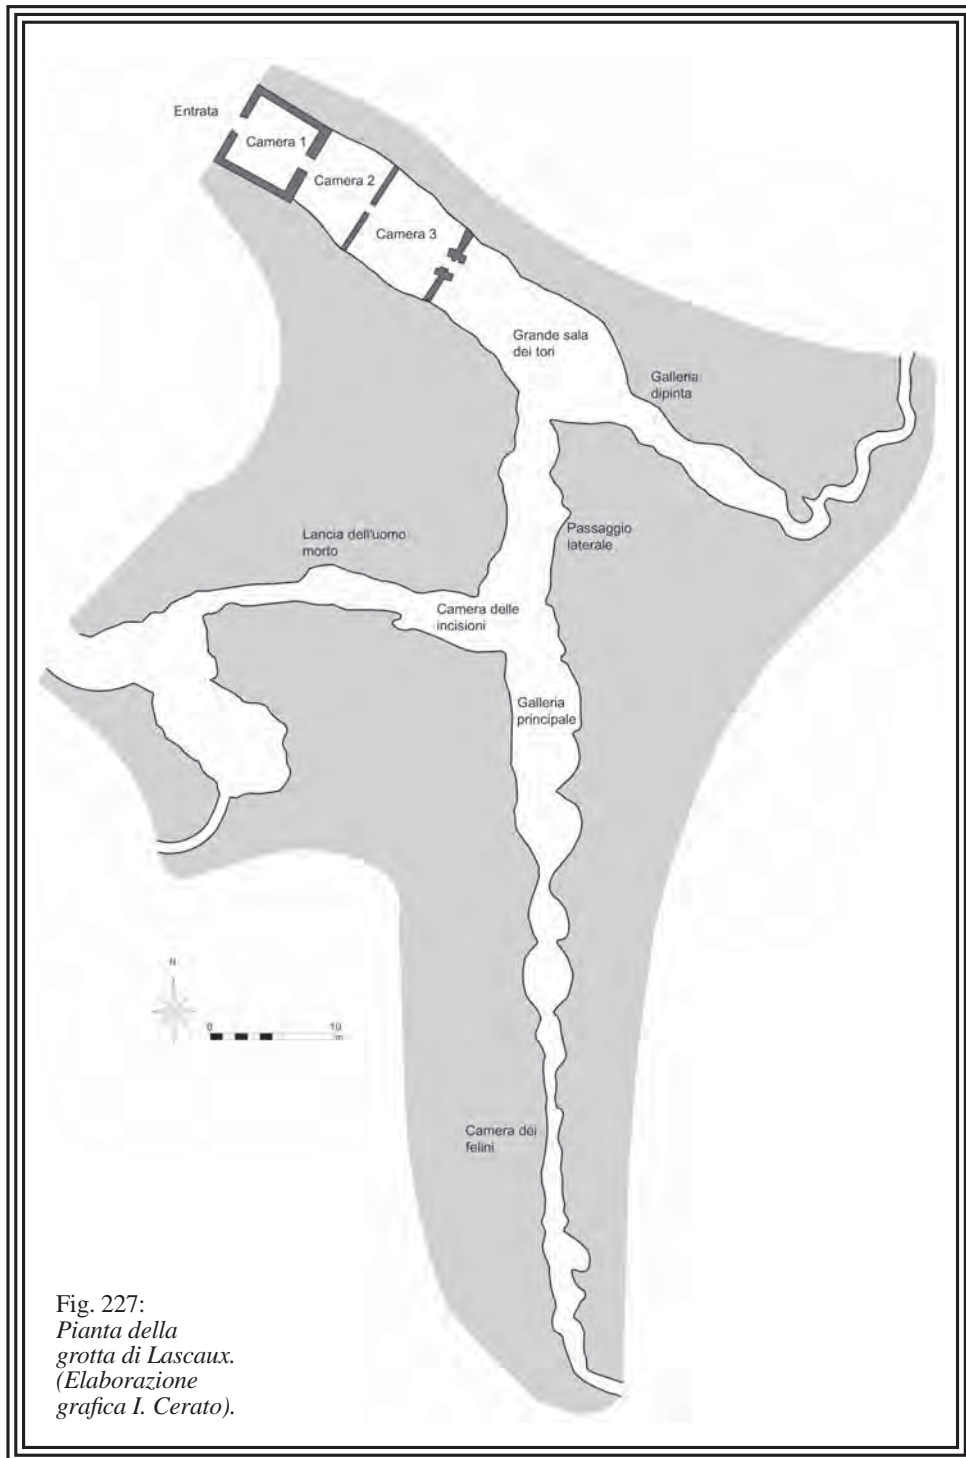 Entrata
Camera 1
Camera 2
Camera 3
Grande sala
dei tori
Galleria
dipinta
Lancia dell'uomo
morto
Passaggio
laterale
Camera delle
incisioni
Galleria
principale
N
0 10
m
Camera dei
felini
Fig. 227:
Pianta della
grotta di Lascaux.
(Elaborazione
grafica I. Cerato).